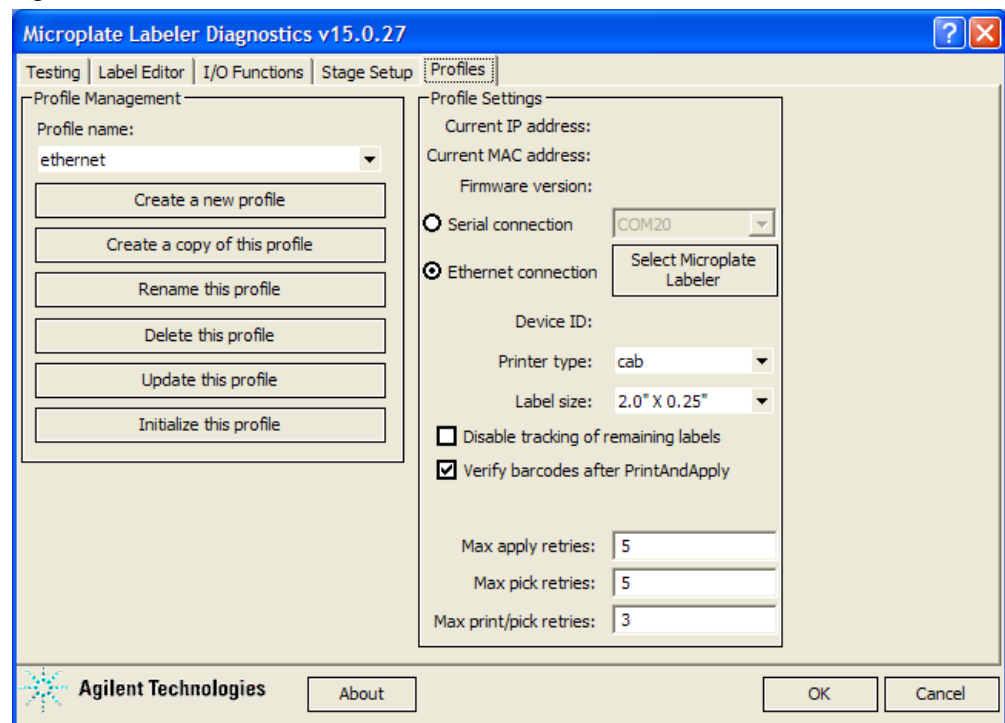 Microplate Labeler Diagnostics v15.0.27
Testing Label Editor I/O Functions Stage Setup Profiles
Profile Management
Profile name:
ethernet
Create a new profile
Create a copy of this profile
Rename this profile
Delete this profile
Update this profile
Initialize this profile
Profile Settings
Current IP address:
Current MAC address:
Firmware version:
Serial connection COM20
Ethernet connection Select Microplate
Labeler
Device ID:
Printer type: cab
Label size: 2.0" X 0.25"
Disable tracking of remaining labels
Verify barcodes after PrintAndApply
Max apply retries: 5
Max pick retries: 5
Max print/pick retries: 3
Agilent Technologies About OK Cancel